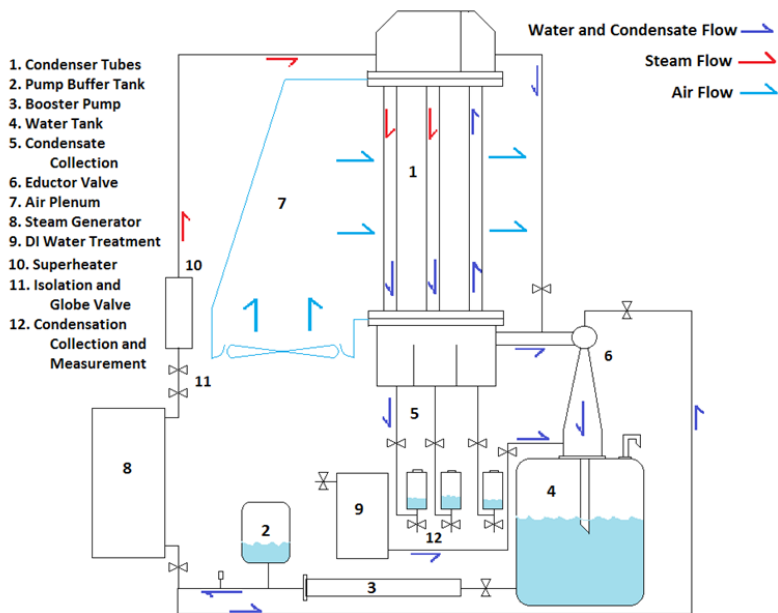 Water and Condensate Flow
Steam Flow
Air Flow
1. Condenser Tubes
2. Pump Buffer Tank
3. Booster Pump
4. Water Tank
5. Condensate
Collection
6. Eductor Valve
7. Air Plenum
8. Steam Generator
9. DI Water Treatment
10. Superheater
11. Isolation and
Globe Valve
12. Condensation
Collection and
Measurement
1
7
10
6
11
5
8
4
9
2
12
3